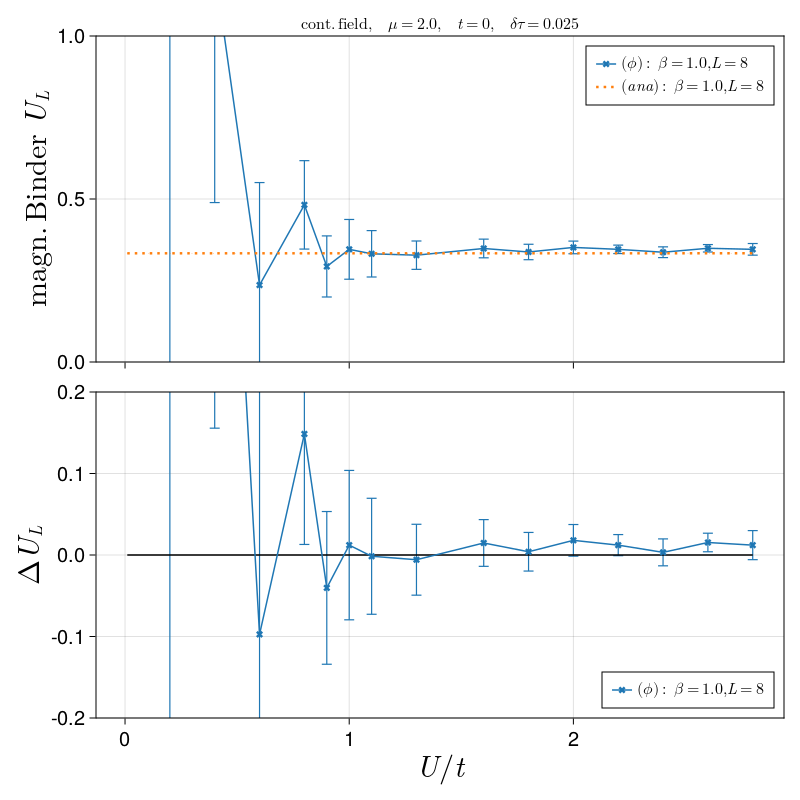 cont. field, μ = 2.0, t = 0, δτ = 0.025
magn. Binder U_L
1.0
0.5
0.0
(ϕ) : β = 1.0,L = 8
(ana) : β = 1.0,L = 8
Δ U_L
0.2
0.1
0.0
-0.1
-0.2
(ϕ) : β = 1.0,L = 8
0 1 2
U/t